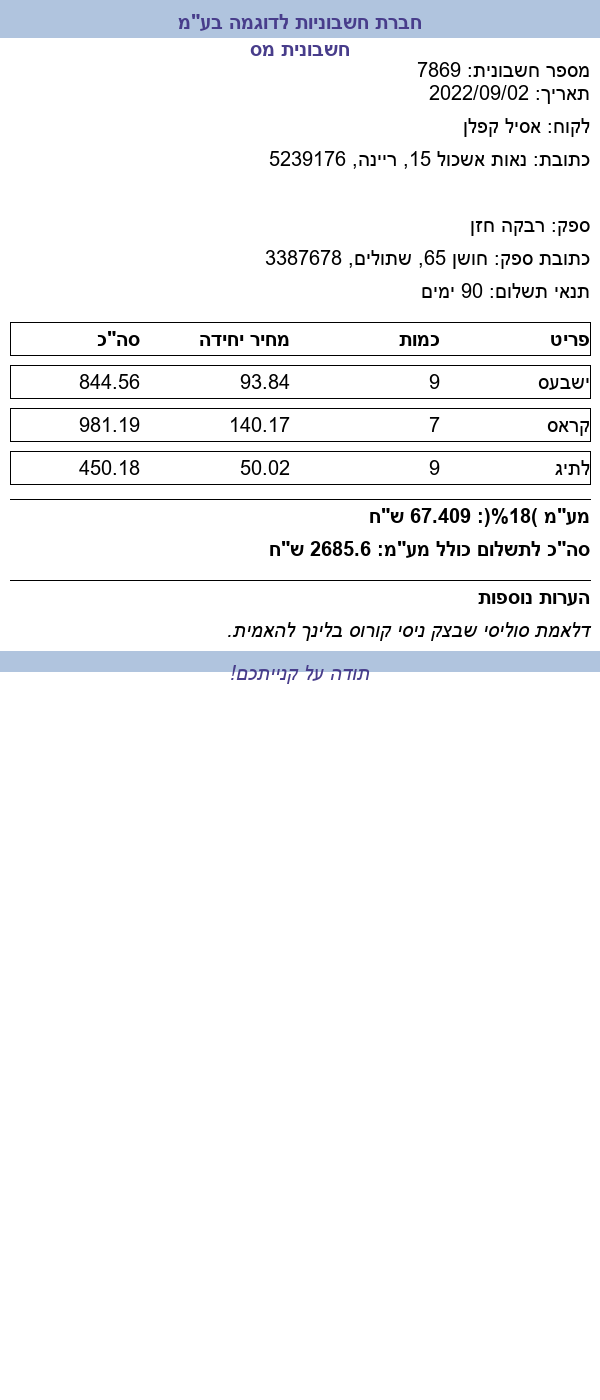 חברת חשבוניות לדוגמה בע"מ
חשבונית מס
מספר חשבונית: 7869
תאריך: 2022/09/02
לקוח: אסיל קפלן
כתובת: נאות אשכול 15, ריינה, 5239176
ספק: רבקה חזן
כתובת ספק: חושן 65, שתולים, 3387678
תנאי תשלום: 90 ימים
פריט כמות מחיר יחידה סה"כ
ישבעס 9 93.84 844.56
קראס 7 140.17 981.19
לתיג 9 50.02 450.18
מע"מ )18%(: 67.409 ש"ח
סה"כ לתשלום כולל מע"מ: 2685.6 ש"ח
הערות נוספות
דלאמת סוליסי שבצק ניסי קורוס בלינך להאמית.
תודה על קנייתכם!